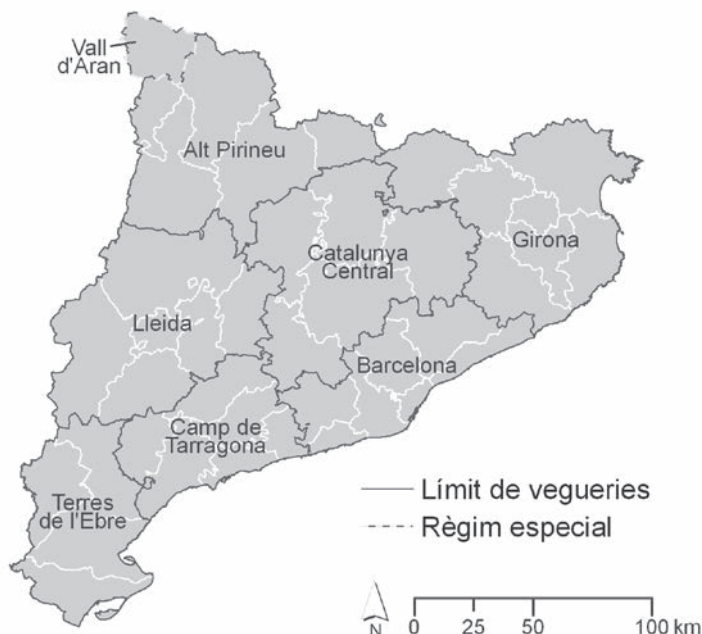 Vall
d'Aran
Alt Pirineu
Girona
Catalunya
Central
Lleida
Barcelona
Camp de
Tarragona
Terres
de l'Ebre
Límit de vegueries
Règim especial
N
0 25 50 100 km